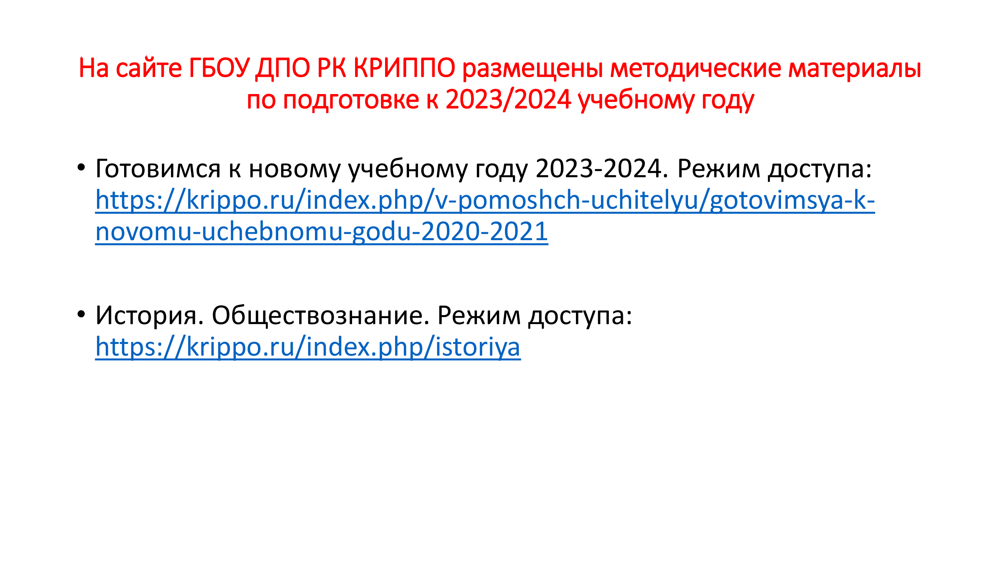 На сайте ГБОУ ДПО РК КРИППО размещены методические материалы
по подготовке к 2023/2024 учебному году
• Готовимся к новому учебному году 2023-2024. Режим доступа:
https://krippo.ru/index.php/v-pomoshch-uchitelyu/gotovimsya-k-
novomu-uchebnomu-godu-2020-2021
• История. Обществознание. Режим доступа:
https://krippo.ru/index.php/istoriya